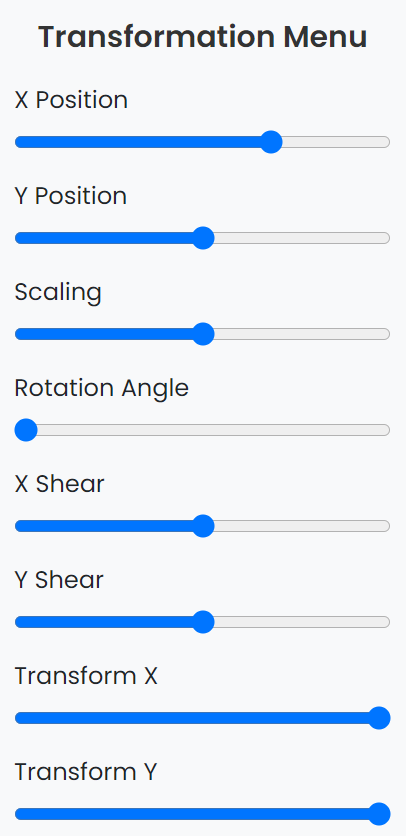 Transformation Menu
X Position
Y Position
Scaling
Rotation Angle
X Shear
Y Shear
Transform X
Transform Y